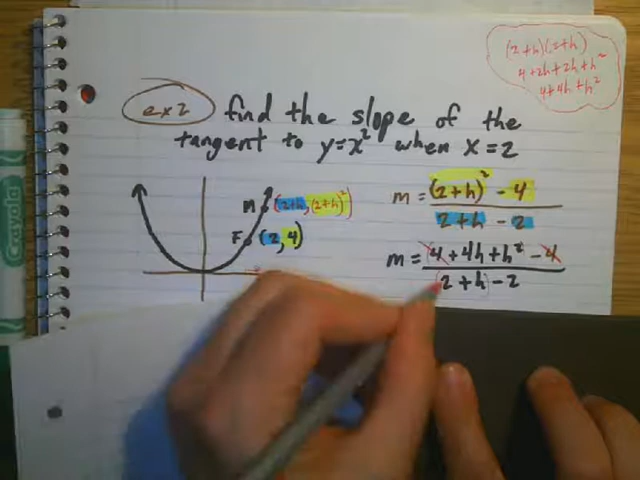 (2+h)(2+h)
4+2h+2h+h²
4+4h+h²
ex 2 find the slope of the
tangent to y=x² when x=2
M (2+h, (2+h)²)
F (2, 4)
m = (2+h)² - 4
2+h - 2
m = (4+4h+h² - 4
(2+h) - 2
Crayola